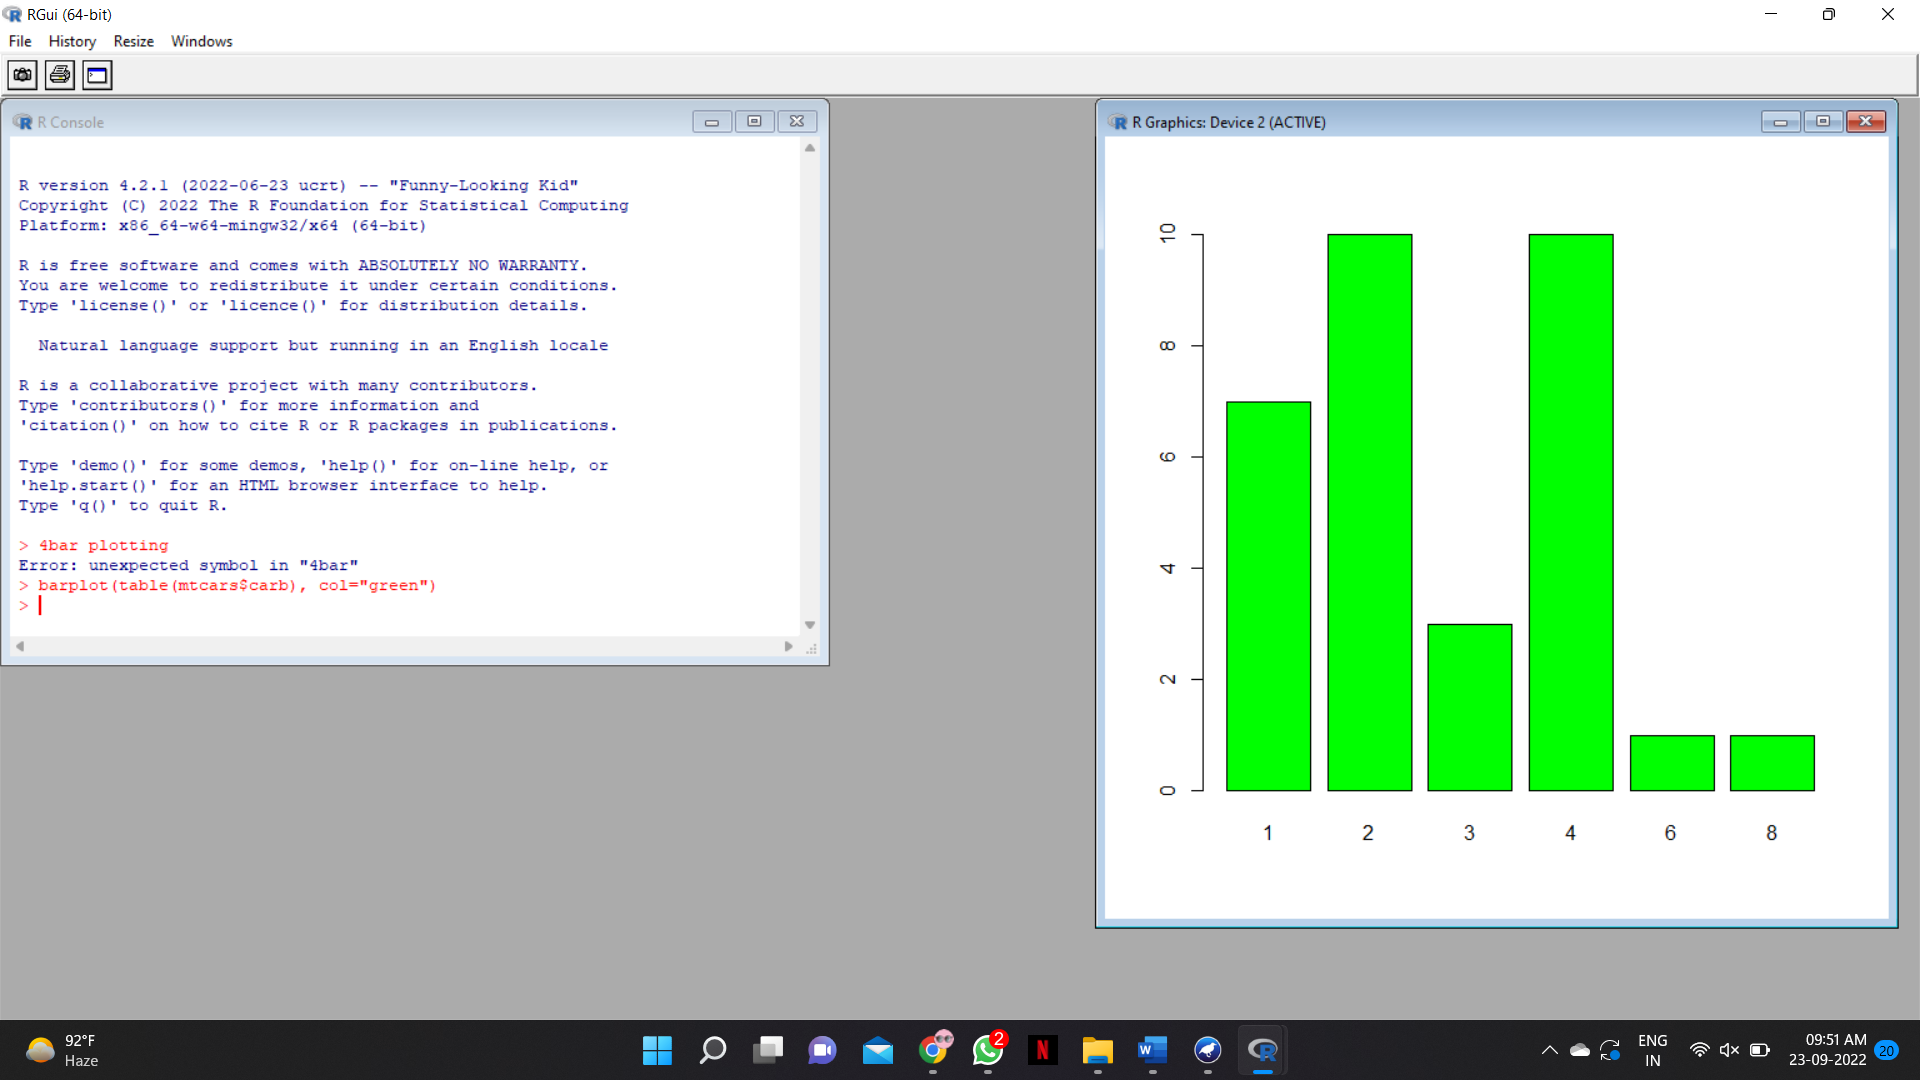 RGui (64-bit)
File History Resize Windows
R Console
R version 4.2.1 (2022-06-23 ucrt) -- "Funny-Looking Kid"
Copyright (C) 2022 The R Foundation for Statistical Computing
Platform: x86_64-w64-mingw32/x64 (64-bit)
R is free software and comes with ABSOLUTELY NO WARRANTY.
You are welcome to redistribute it under certain conditions.
Type 'license()' or 'licence()' for distribution details.
Natural language support but running in an English locale
R is a collaborative project with many contributors.
Type 'contributors()' for more information and
'citation()' on how to cite R or R packages in publications.
Type 'demo()' for some demos, 'help()' for on-line help, or
'help.start()' for an HTML browser interface to help.
Type 'q()' to quit R.
> 4bar plotting
Error: unexpected symbol in "4bar"
> barplot(table(mtcars$carb), col="green")
>
R Graphics: Device 2 (ACTIVE)
10
8
6
4
2
0
1 2 3 4 6 8
92°F
Haze
2
N
W
R
ENG
IN
09:51 AM
23-09-2022
20